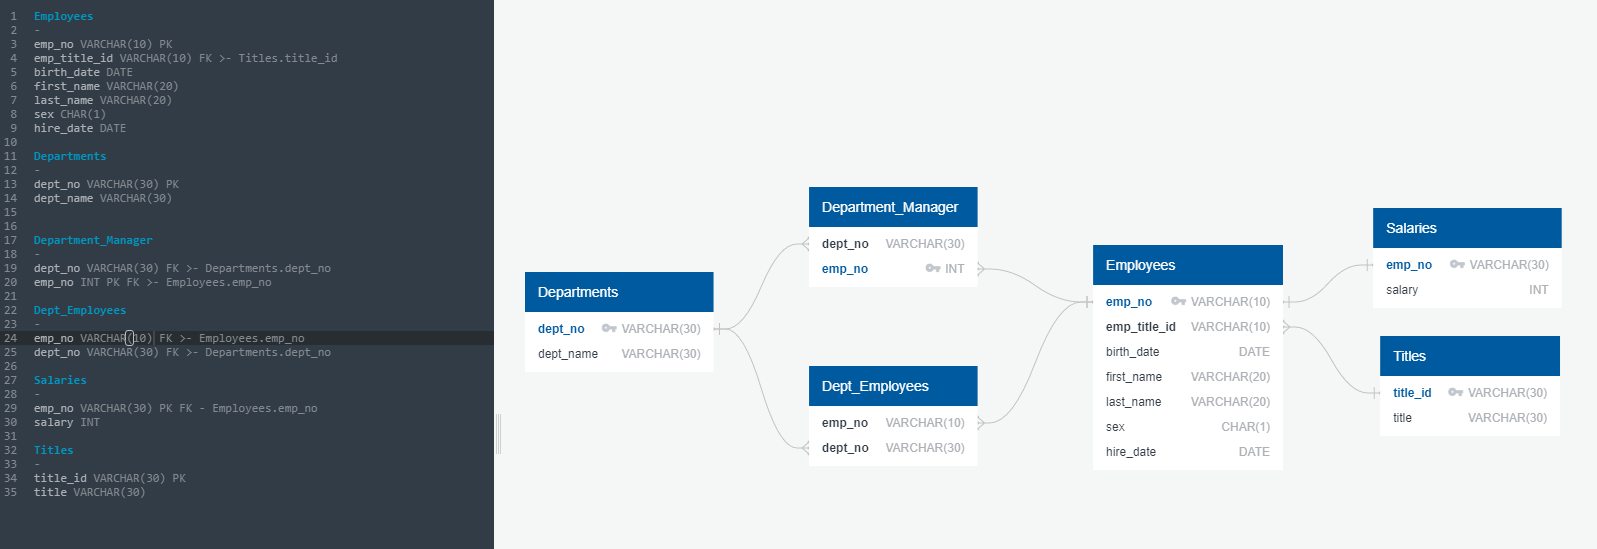 1 Employees
2 -
3 emp_no VARCHAR(10) PK
4 emp_title_id VARCHAR(10) FK >- Titles.title_id
5 birth_date DATE
6 first_name VARCHAR(20)
7 last_name VARCHAR(20)
8 sex CHAR(1)
9 hire_date DATE
10
11 Departments
12 -
13 dept_no VARCHAR(30) PK
14 dept_name VARCHAR(30)
15
16
17 Department_Manager
18 -
19 dept_no VARCHAR(30) FK >- Departments.dept_no
20 emp_no INT PK FK >- Employees.emp_no
21
22 Dept_Employees
23 -
24 emp_no VARCHAR(10) FK >- Employees.emp_no
25 dept_no VARCHAR(30) FK >- Departments.dept_no
26
27 Salaries
28 -
29 emp_no VARCHAR(30) PK FK - Employees.emp_no
30 salary INT
31
32 Titles
33 -
34 title_id VARCHAR(30) PK
35 title VARCHAR(30)
Departments
dept_no VARCHAR(30)
dept_name VARCHAR(30)
Department_Manager
dept_no VARCHAR(30)
emp_no INT
Dept_Employees
emp_no VARCHAR(10)
dept_no VARCHAR(30)
Employees
emp_no VARCHAR(10)
emp_title_id VARCHAR(10)
birth_date DATE
first_name VARCHAR(20)
last_name VARCHAR(20)
sex CHAR(1)
hire_date DATE
Salaries
emp_no VARCHAR(30)
salary INT
Titles
title_id VARCHAR(30)
title VARCHAR(30)